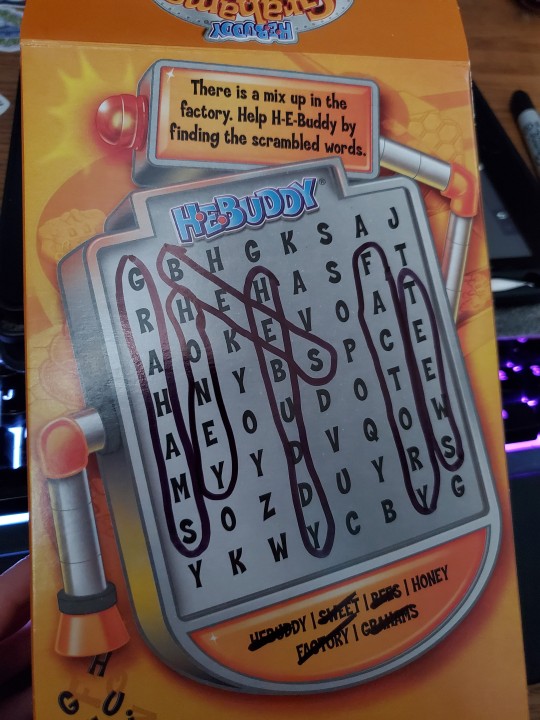 H·E·BUDDY
Graham
There is a mix up in the
factory. Help H-E-Buddy by
finding the scrambled words.
H·E·BUDDY®
G B H G K S A J
R H E H A S F T
A O K E V O A T
H N Y B S P C E
A E O U D O T E
M Y Y D V Q O W
S O Z D U Y R S
Y K W Y C B Y G
HEBUDDY | SWEET | BEES | HONEY
FACTORY | GRAHAMS
H
G U